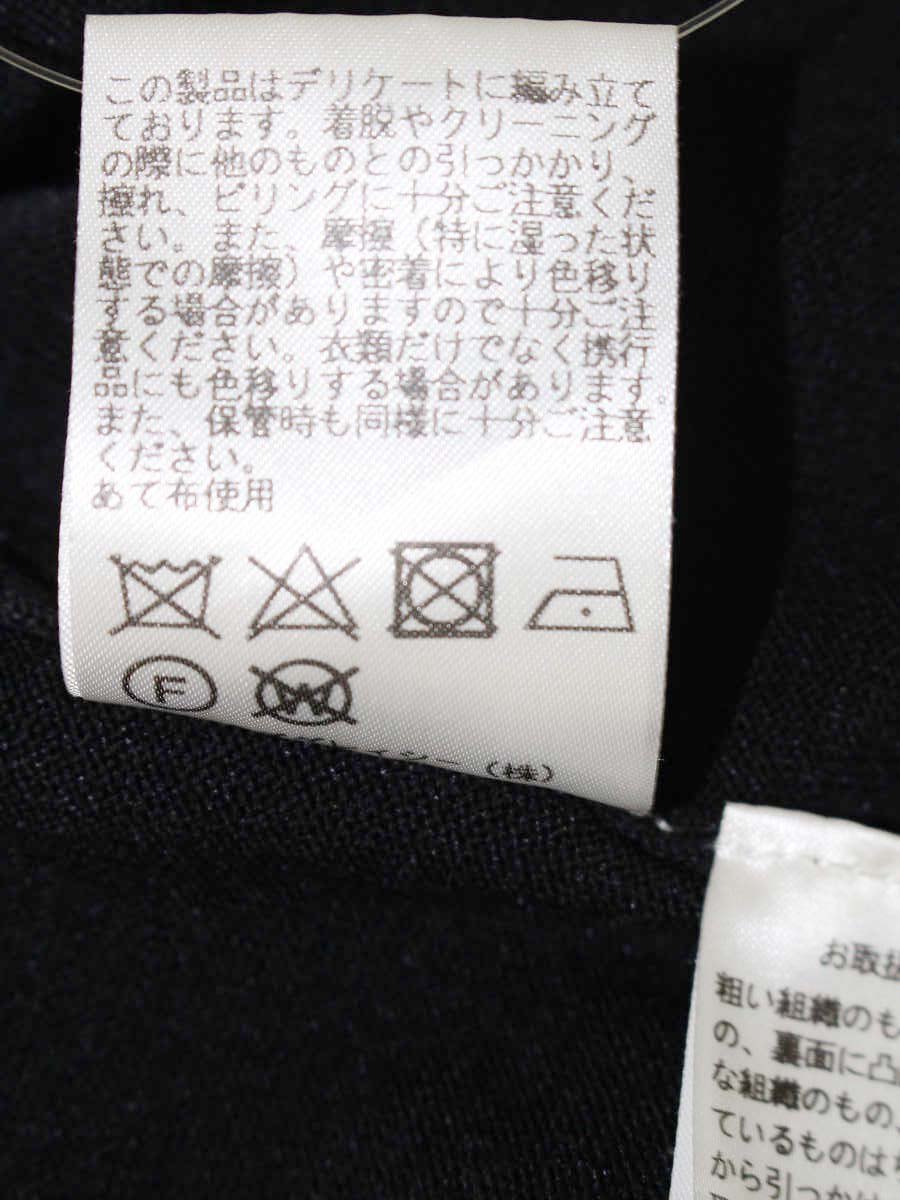 この製品はデリケートに編み立て
ております。着脱やクリーニング
の際に他のものとの引っかかり、
擦れ、ピリングに十分ご注意くだ
さい。また、摩擦（特に湿った状
態での摩擦）や密着により色移り
する場合がありますので十分ご注
意ください。衣類だけでなく携行
品にも色移りする場合があります。
また、保管時も同様に十分ご注意
ください。
あて布使用
F
W
イシー（株）
お取扱
粗い組織のも
の、裏面に凸
な組織のもの、
ているものは
から引っか